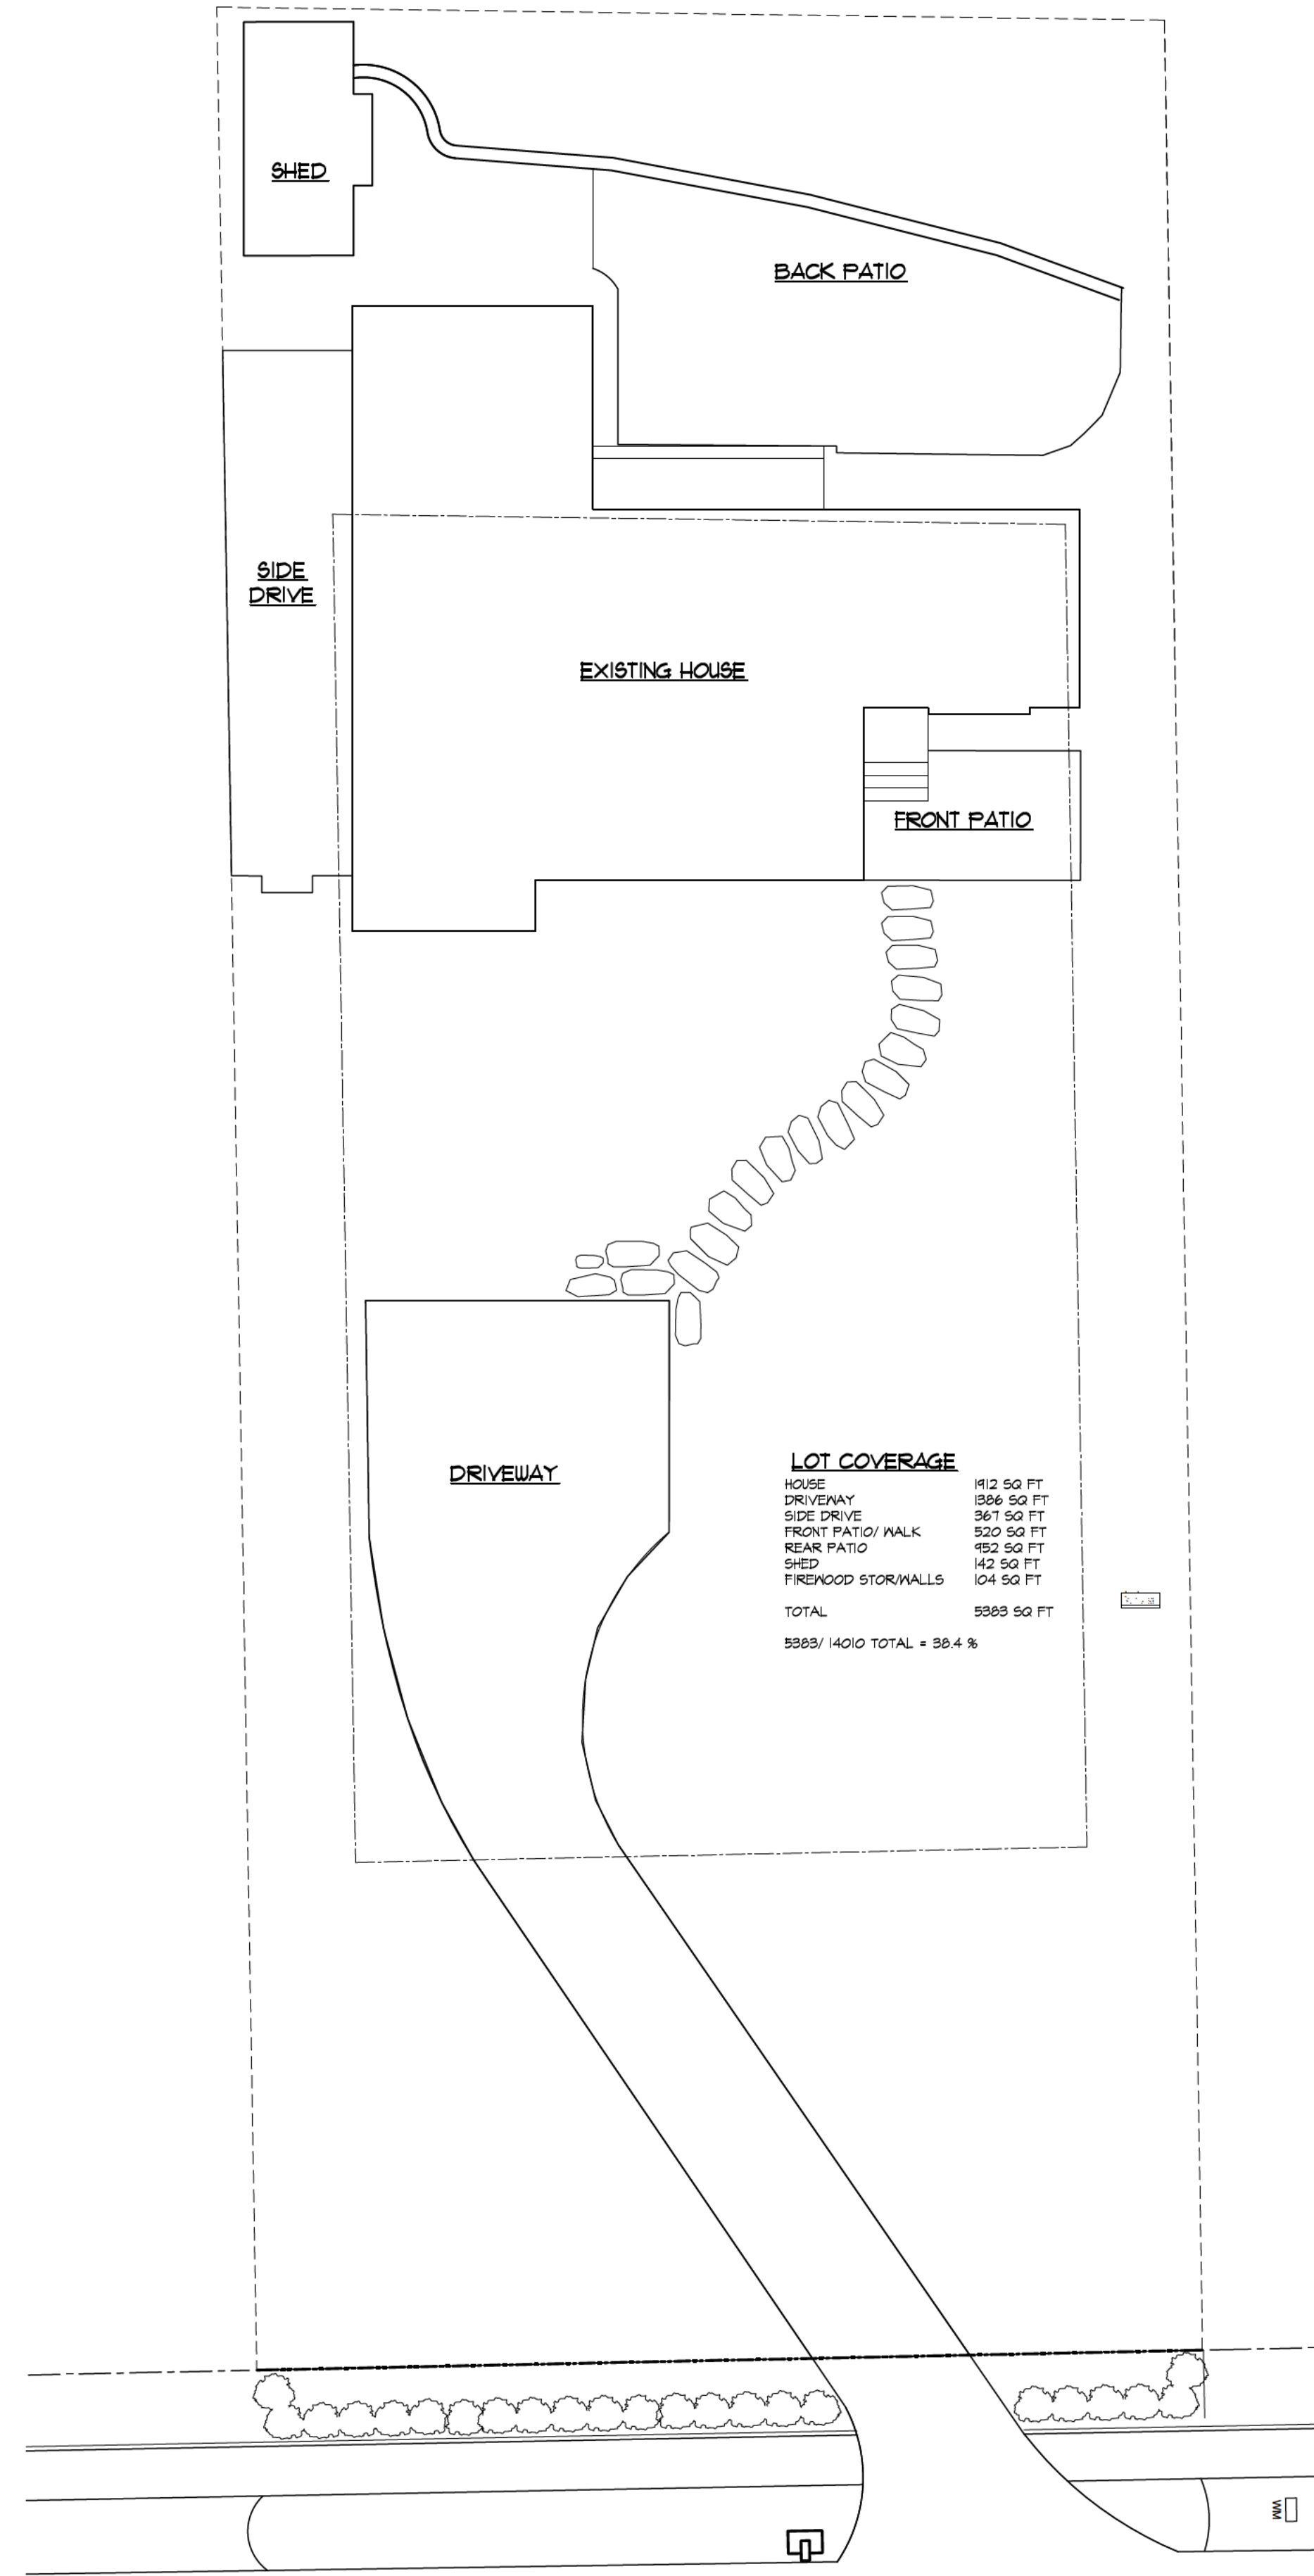 SHED
BACK PATIO
SIDE
DRIVE
EXISTING HOUSE
FRONT PATIO
DRIVEWAY
LOT COVERAGE
HOUSE 1912 SQ FT
DRIVEWAY 1386 SQ FT
SIDE DRIVE 367 SQ FT
FRONT PATIO/ WALK 520 SQ FT
REAR PATIO 952 SQ FT
SHED 142 SQ FT
FIREWOOD STOR/WALLS 104 SQ FT
TOTAL 5383 SQ FT
5383/ 14010 TOTAL = 38.4 %
WM